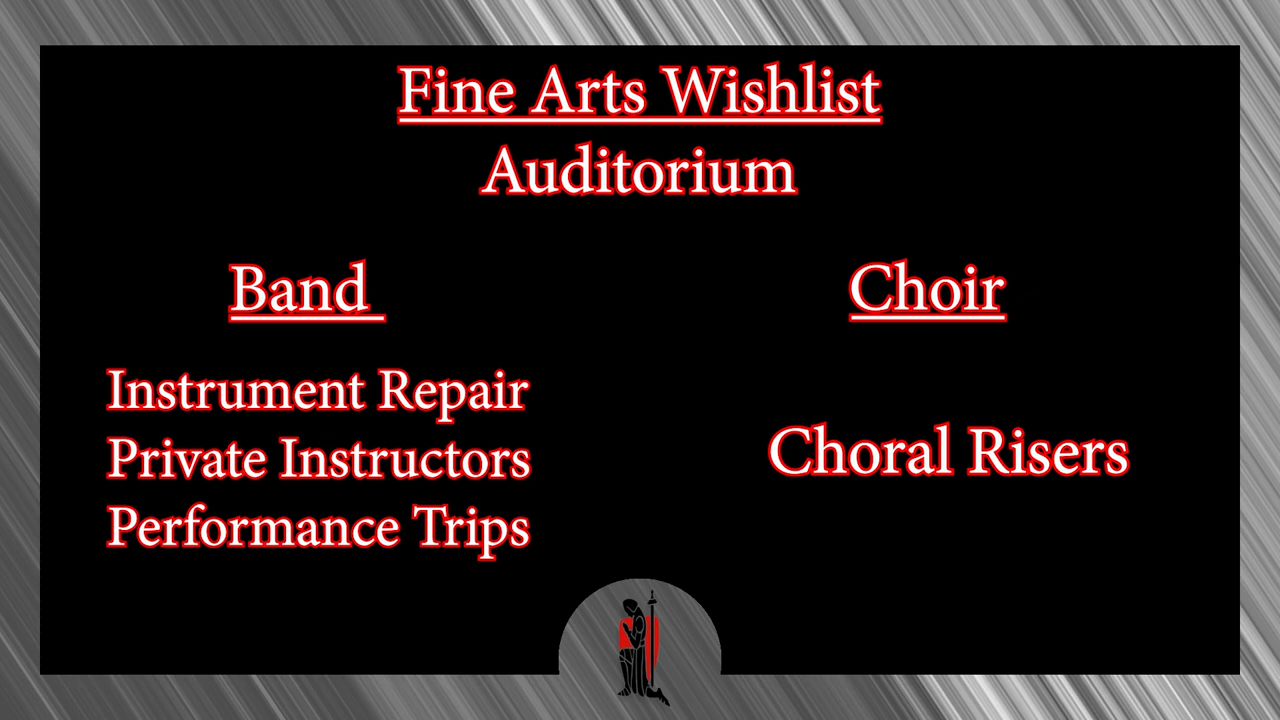 Fine Arts Wishlist
Auditorium
Band
Instrument Repair
Private Instructors
Performance Trips
Choir
Choral Risers